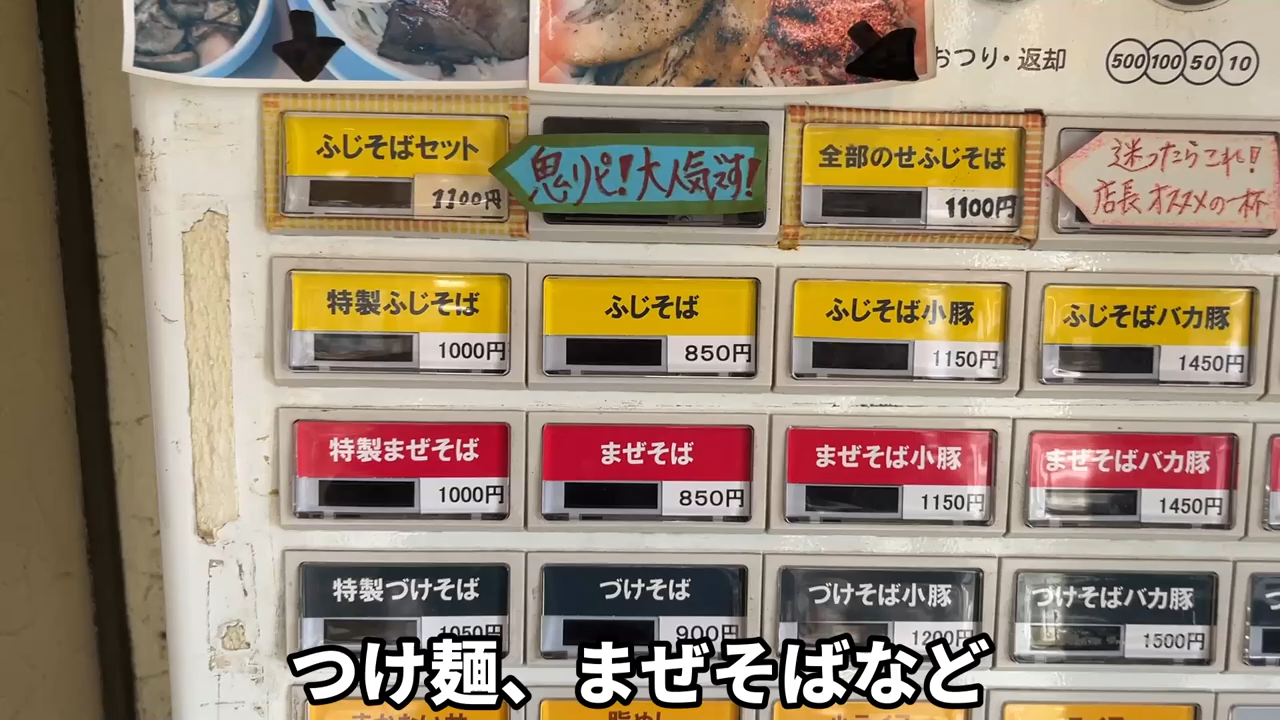 おつり・返却
500 100 50 10
ふじそばセット
1100円
鬼リピ!大人気です!
全部のせふじそば
1100円
迷ったらこれ!
店長オススメの一杯
特製ふじそば
1000円
ふじそば
850円
ふじそば小豚
1150円
ふじそばバカ豚
1450円
特製まぜそば
1000円
まぜそば
850円
まぜそば小豚
1150円
まぜそばバカ豚
1450円
特製づけそば
1050円
づけそば
900円
づけそば小豚
1200円
づけそばバカ豚
1500円
つけ麺、まぜそばなど